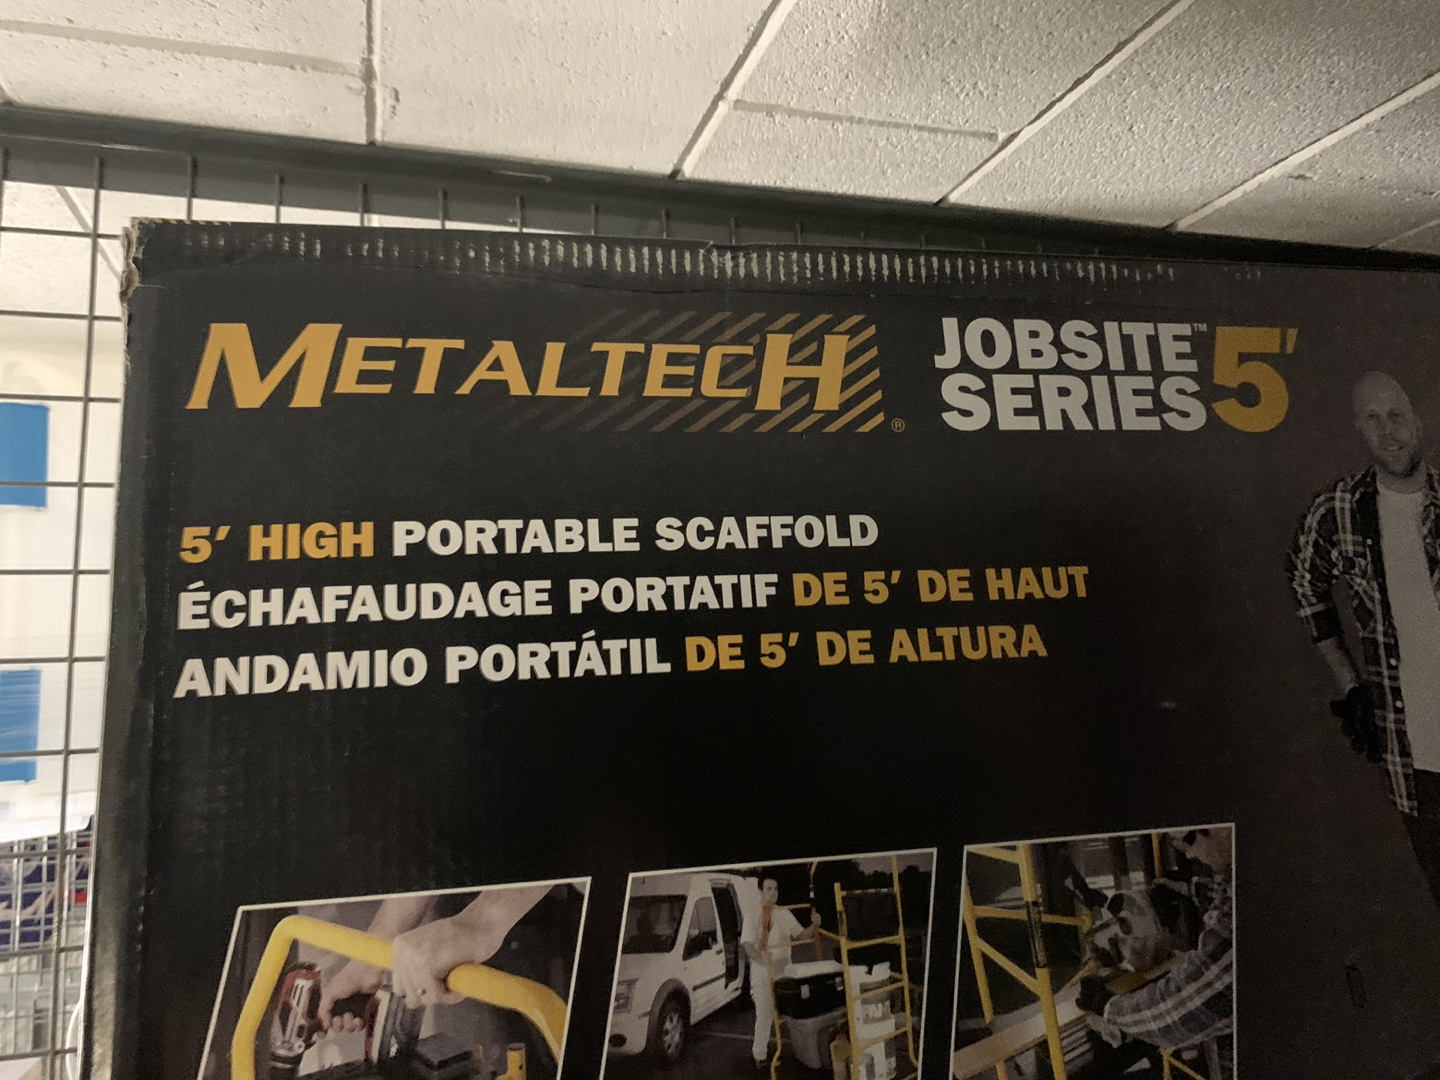 METALTECH®
JOBSITE™ SERIES 5'
5' HIGH PORTABLE SCAFFOLD
ÉCHAFAUDAGE PORTATIF DE 5' DE HAUT
ANDAMIO PORTÁTIL DE 5' DE ALTURA